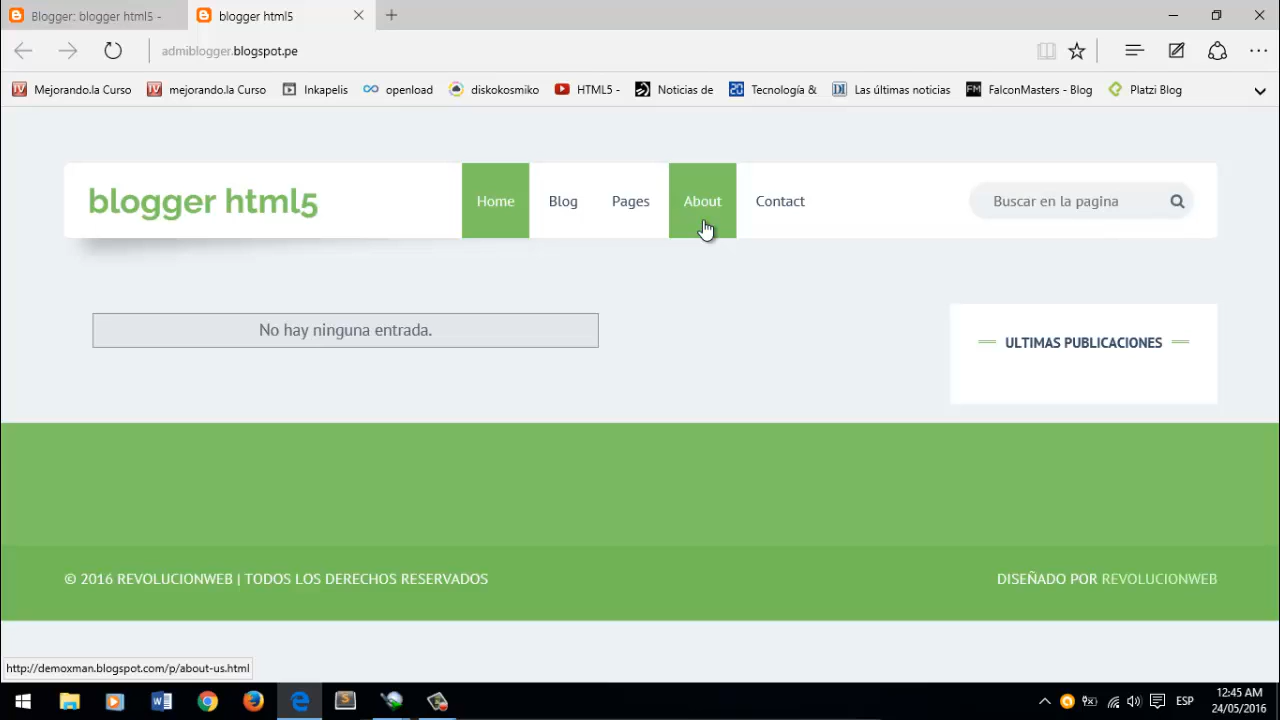 Blogger: blogger html5 -
blogger html5
admiblogger.blogspot.pe
Mejorando.la Curso
mejorando.la Curso
Inkapelis
openload
diskokosmiko
HTML5 -
Noticias de
Tecnología &
Las últimas noticias
FalconMasters - Blog
Platzi Blog
blogger html5
Home
Blog
Pages
About
Contact
Buscar en la pagina
No hay ninguna entrada.
ULTIMAS PUBLICACIONES
© 2016 REVOLUCIONWEB | TODOS LOS DERECHOS RESERVADOS
DISEÑADO POR REVOLUCIONWEB
http://demoxman.blogspot.com/p/about-us.html
ESP
12:45 AM
24/05/2016